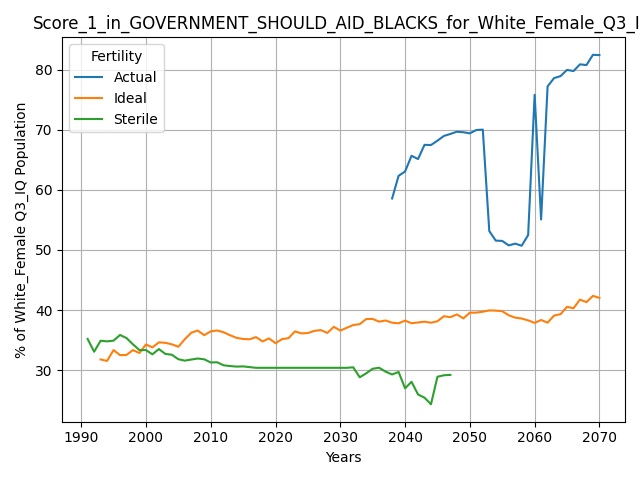 Score_1_in_GOVERNMENT_SHOULD_AID_BLACKS_for_White_Female_Q3_I
Fertility
Actual
Ideal
Sterile
% of White_Female Q3_IQ Population
80
70
60
50
40
30
1990 2000 2010 2020 2030 2040 2050 2060 2070
Years